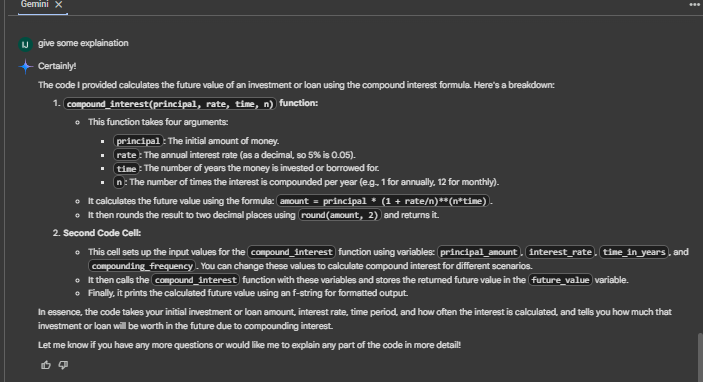 Gemini
IJ give some explaination
Certainly!
The code I provided calculates the future value of an investment or loan using the compound interest formula. Here's a breakdown:
1. compound_interest(principal, rate, time, n) function:
This function takes four arguments:
principal: The initial amount of money.
rate: The annual interest rate (as a decimal, so 5% is 0.05).
time: The number of years the money is invested or borrowed for.
n: The number of times the interest is compounded per year (e.g., 1 for annually, 12 for monthly).
It calculates the future value using the formula: amount = principal * (1 + rate/n)**(n*time).
It then rounds the result to two decimal places using round(amount, 2) and returns it.
2. Second Code Cell:
This cell sets up the input values for the compound_interest function using variables: principal_amount, interest_rate, time_in_years, and
compounding_frequency. You can change these values to calculate compound interest for different scenarios.
It then calls the compound_interest function with these variables and stores the returned future value in the future_value variable.
Finally, it prints the calculated future value using an f-string for formatted output.
In essence, the code takes your initial investment or loan amount, interest rate, time period, and how often the interest is calculated, and tells you how much that
investment or loan will be worth in the future due to compounding interest.
Let me know if you have any more questions or would like me to explain any part of the code in more detail!